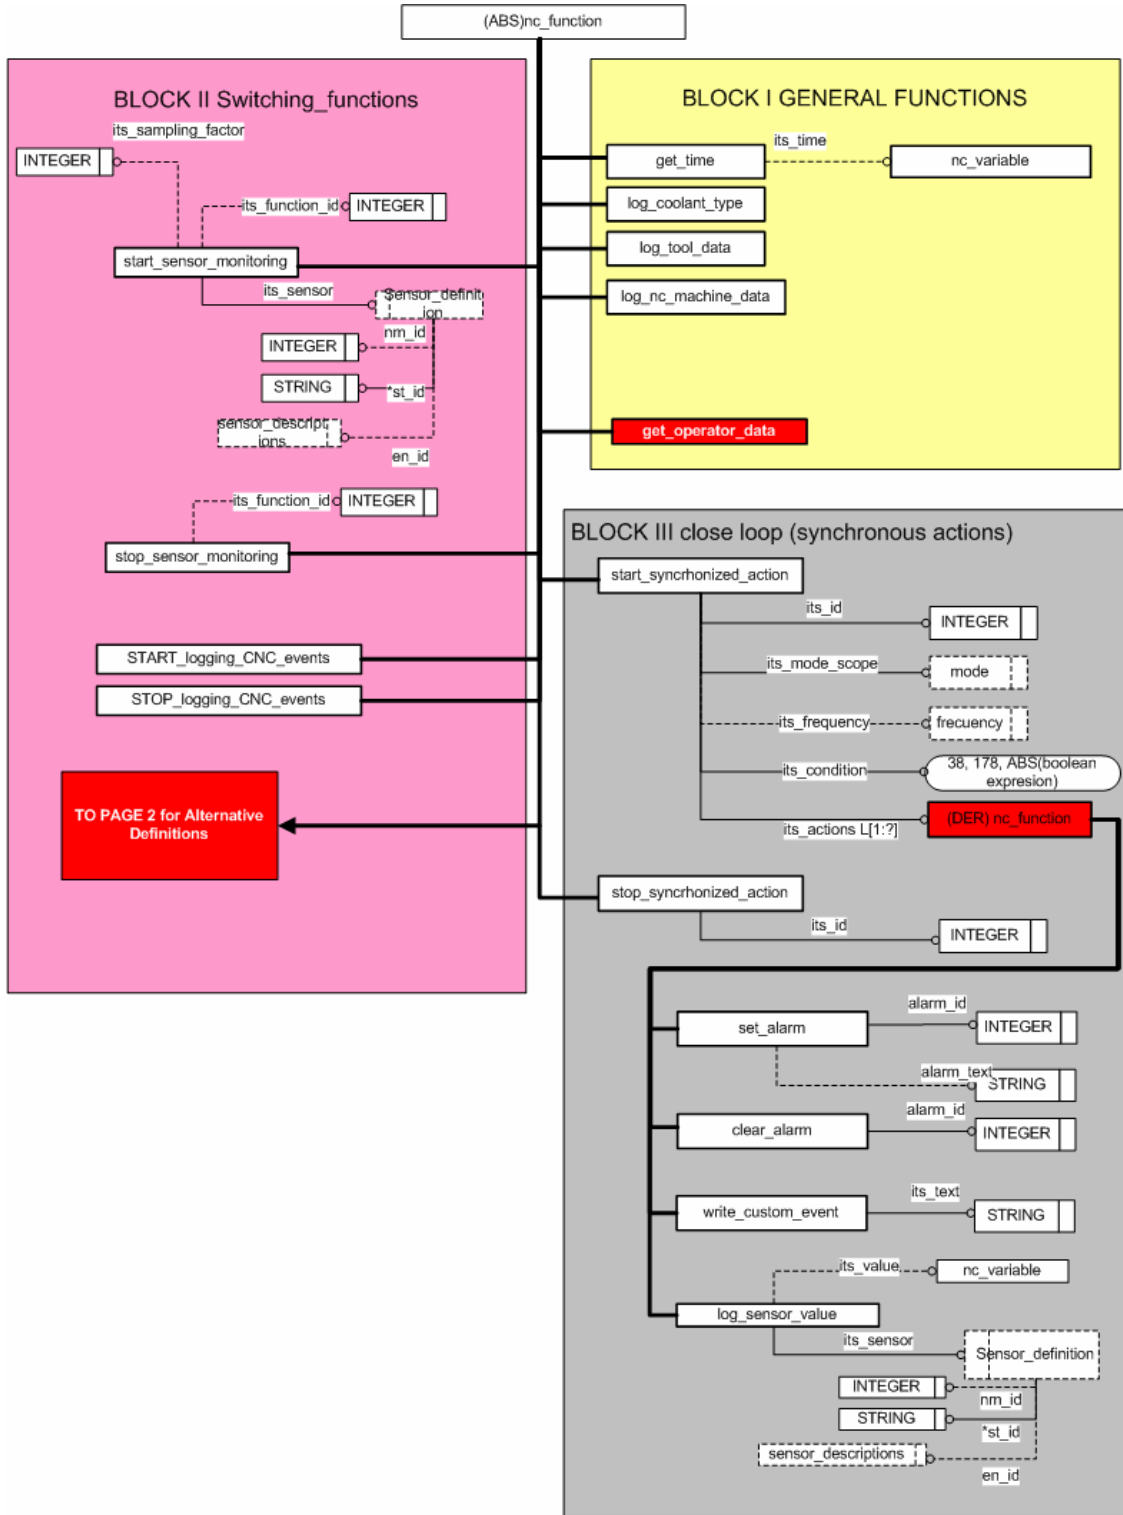 (ABS)nc_function
BLOCK II Switching_functions
its_sampling_factor
INTEGER
its_function_id
INTEGER
start_sensor_monitoring
its_sensor
Sensor_definit
ion
nm_id
INTEGER
STRING
*st_id
sensor_descript
ions
en_id
its_function_id
INTEGER
stop_sensor_monitoring
START_logging_CNC_events
STOP_logging_CNC_events
TO PAGE 2 for Alternative
Definitions
BLOCK I GENERAL FUNCTIONS
its_time
get_time
nc_variable
log_coolant_type
log_tool_data
log_nc_machine_data
get_operator_data
BLOCK III close loop (synchronous actions)
start_syncrhonized_action
its_id
INTEGER
its_mode_scope
mode
its_frequency
frecuency
its_condition
38, 178, ABS(boolean
expresion)
its_actions L[1:?]
(DER) nc_function
stop_syncrhonized_action
its_id
INTEGER
alarm_id
set_alarm
INTEGER
alarm_text
STRING
alarm_id
clear_alarm
INTEGER
its_text
write_custom_event
STRING
its_value
nc_variable
log_sensor_value
its_sensor
Sensor_definition
INTEGER
nm_id
STRING
*st_id
sensor_descriptions
en_id